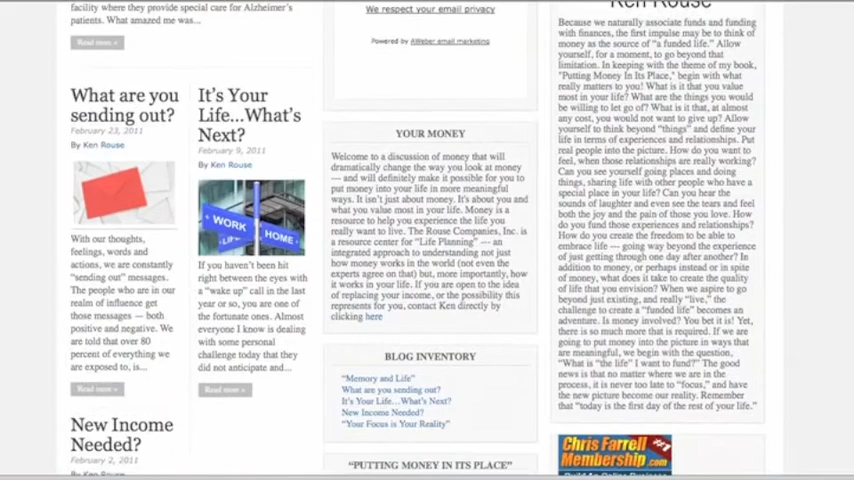 facility where they provide special care for Alzheimer's
patients. What amazed me was...
Read more »
What are you
sending out?
February 23, 2011
By Ken Rouse
With our thoughts,
feelings, words and
actions, we are constantly
"sending out" messages.
The people who are in our
realm of influence get
those messages — both
positive and negative. We
are told that over 80
percent of everything we
are exposed to, is...
Read more »
New Income
Needed?
February 2, 2011
By Ken Rouse
It's Your
Life...What's
Next?
February 9, 2011
By Ken Rouse
WORK
LIFE
HOME
If you haven't been hit
right between the eyes with
a "wake up" call in the last
year or so, you are one of
the fortunate ones. Almost
everyone I know is dealing
with some personal
challenge today that they
did not anticipate and...
Read more »
We respect your email privacy
Powered by AWeber email marketing
YOUR MONEY
Welcome to a discussion of money that will
dramatically change the way you look at money
— and will definitely make it possible for you to
put money into your life in more meaningful
ways. It isn't just about money. It's about you and
what you value most in your life. Money is a
resource to help you experience the life you
really want to live. The Rouse Companies, Inc. is
a resource center for "Life Planning" — an
integrated approach to understanding not just
how money works in the world (not even the
experts agree on that) but, more importantly, how
it works in your life. If you are open to the idea
of replacing your income, or the possibility this
represents for you, contact Ken directly by
clicking here
BLOG INVENTORY
"Memory and Life"
What are you sending out?
It's Your Life...What's Next?
New Income Needed?
"Your Focus is Your Reality"
"PUTTING MONEY IN ITS PLACE"
Ken Rouse
Because we naturally associate funds and funding
with finances, the first impulse may be to think of
money as the source of "a funded life." Allow
yourself, for a moment, to go beyond that
limitation. In keeping with the theme of my book,
"Putting Money In Its Place," begin with what
really matters to you! What is it that you value
most in your life? What are the things you would
be willing to let go of? What is it that, at almost
any cost, you would not want to give up? Allow
yourself to think beyond "things" and define your
life in terms of experiences and relationships. Put
real people into the picture. How do you want to
feel, when those relationships are really working?
Can you see yourself going places and doing
things, sharing life with other people who have a
special place in your life? Can you hear the
sounds of laughter and even see the tears and feel
both the joy and the pain of those you love. How
do you fund those experiences and relationships?
How do you create the freedom to be able to
embrace life — going way beyond the experience
of just getting through one day after another? In
addition to money, or perhaps instead or in spite
of money, what does it take to create the quality
of life that you envision? When we aspire to go
beyond just existing, and really "live," the
challenge to create a "funded life" becomes an
adventure. Is money involved? You bet it is! Yet,
there is so much more that is required. If we are
going to put money into the picture in ways that
are meaningful, we begin with the question,
"What is "the life" I want to fund?" The good
news is that no matter where we are in the
process, it is never too late to "focus," and have
the new picture become our reality. Remember
that "today is the first day of the rest of your life."
Chris Farrell
Membership.com
#1
Build An Online Business